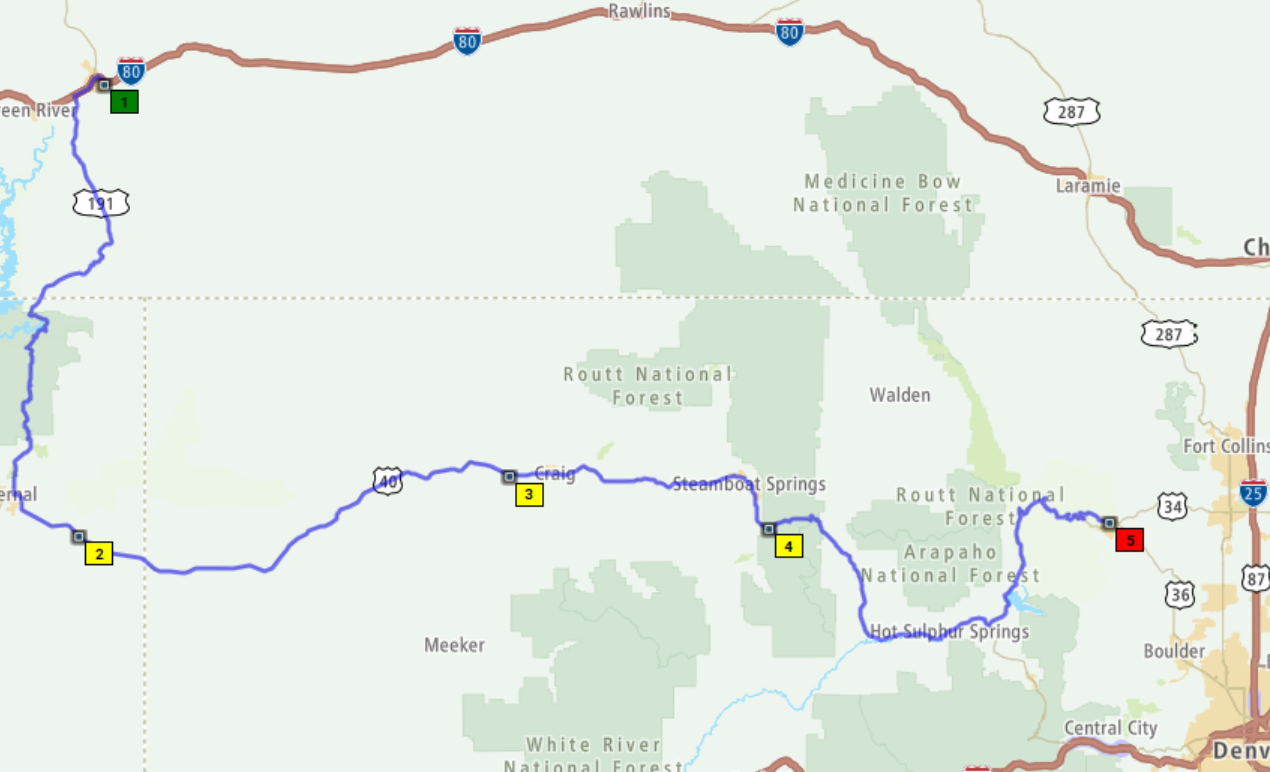 Rawlins
80
80
80
1
een River
287
Medicine Bow
National Forest
Laramie
191
Ch
287
Routt National
Forest
Walden
Fort Collins
ernal
40
Craig
3
Steamboat Springs
Routt National
Forest
34
25
2
4
5
Arapaho
National Forest
87
36
Hot Sulphur Springs
Meeker
Boulder
Central City
White River
National Forest
Denv